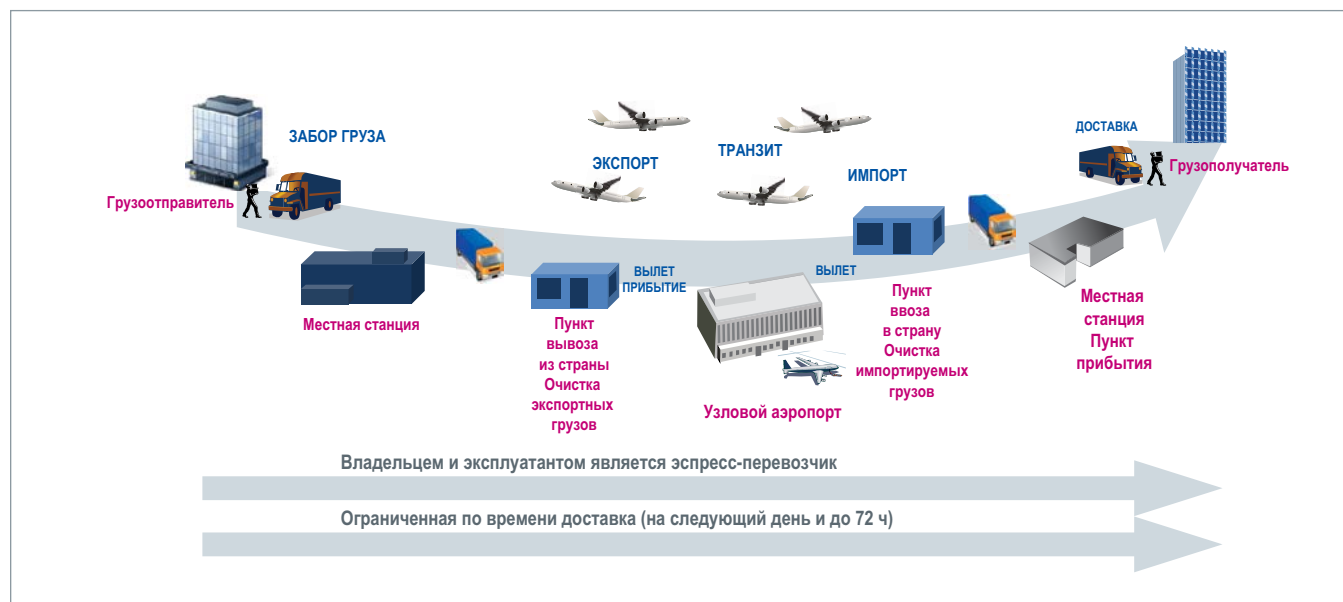 ЗАБОР ГРУЗА
Грузоотправитель
Местная станция
ЭКСПОРТ
Пункт
вывоза
из страны
Очистка
экспортных
грузов
ВЫЛЕТ
ПРИБЫТИЕ
ТРАНЗИТ
Узловой аэропорт
ВЫЛЕТ
ИМПОРТ
Пункт
ввоза
в страну
Очистка
импортируемых
грузов
ДОСТАВКА
Грузополучатель
Местная
станция
Пункт
прибытия
Владельцем и эксплуатантом является эспресс-перевозчик
Ограниченная по времени доставка (на следующий день и до 72 ч)